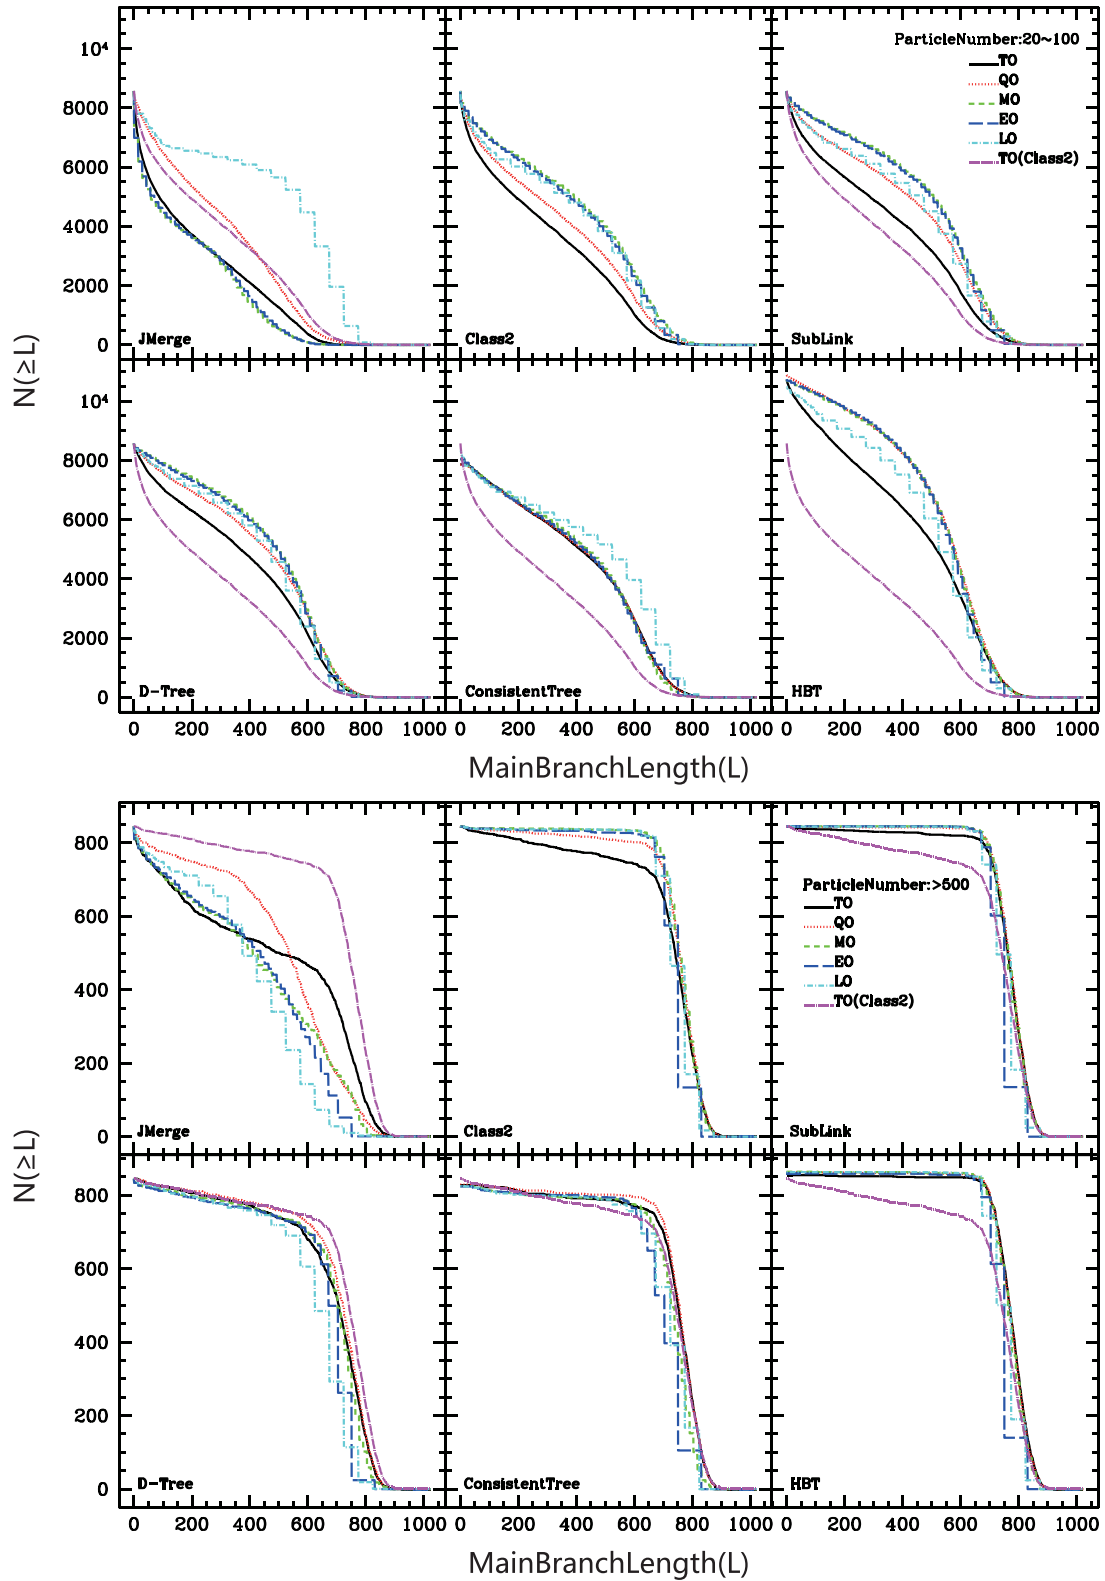 10⁴
8000
6000
4000
2000
0
JMerge
Class2
ParticleNumber:20~100
TO
QO
MO
EO
LO
TO(Class2)
SubLink
N(≥L)
10⁴
8000
6000
4000
2000
0
D-Tree
ConsistentTree
HBT
0 200 400 600 800 1000 0 200 400 600 800 1000 0 200 400 600 800 1000
MainBranchLength(L)
800
600
400
200
0
JMerge
Class2
ParticleNumber:>500
TO
QO
MO
EO
LO
TO(Class2)
SubLink
N(≥L)
800
600
400
200
0
D-Tree
ConsistentTree
HBT
0 200 400 600 800 1000 0 200 400 600 800 1000 0 200 400 600 800 1000
MainBranchLength(L)